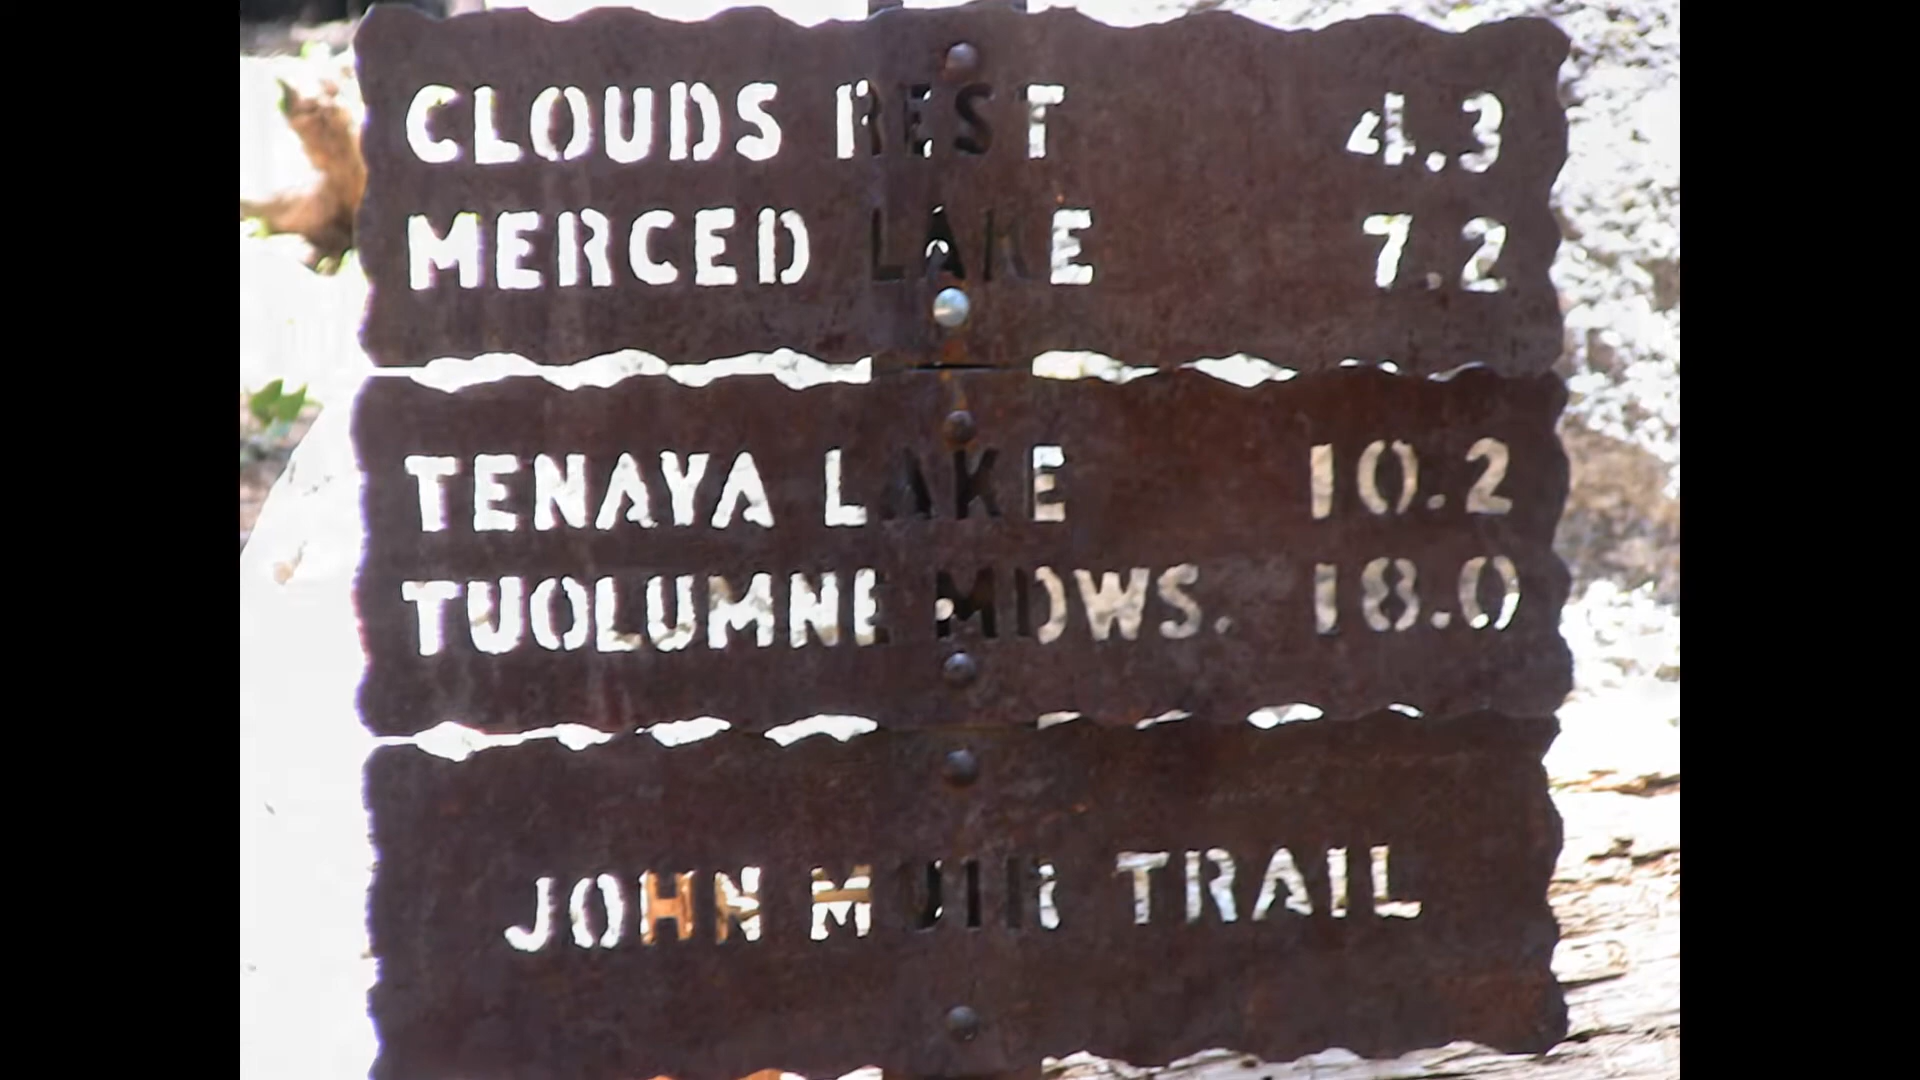 CLOUDS REST 4.3
MERCED LAKE 7.2
TENAYA LAKE 10.2
TUOLUMNE MDWS. 18.0
JOHN MUIR TRAIL